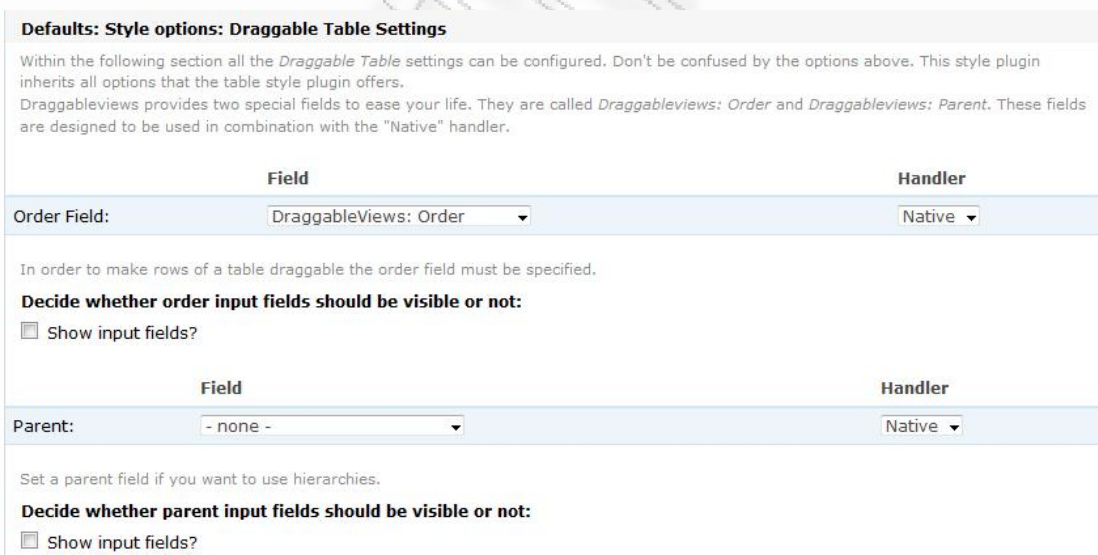 Defaults: Style options: Draggable Table Settings
Within the following section all the Draggable Table settings can be configured. Don't be confused by the options above. This style plugin
inherits all options that the table style plugin offers.
Draggableviews provides two special fields to ease your life. They are called Draggableviews: Order and Draggableviews: Parent. These fields
are designed to be used in combination with the "Native" handler.
Field Handler
Order Field: DraggableViews: Order Native
In order to make rows of a table draggable the order field must be specified.
Decide whether order input fields should be visible or not:
Show input fields?
Field Handler
Parent: - none - Native
Set a parent field if you want to use hierarchies.
Decide whether parent input fields should be visible or not:
Show input fields?